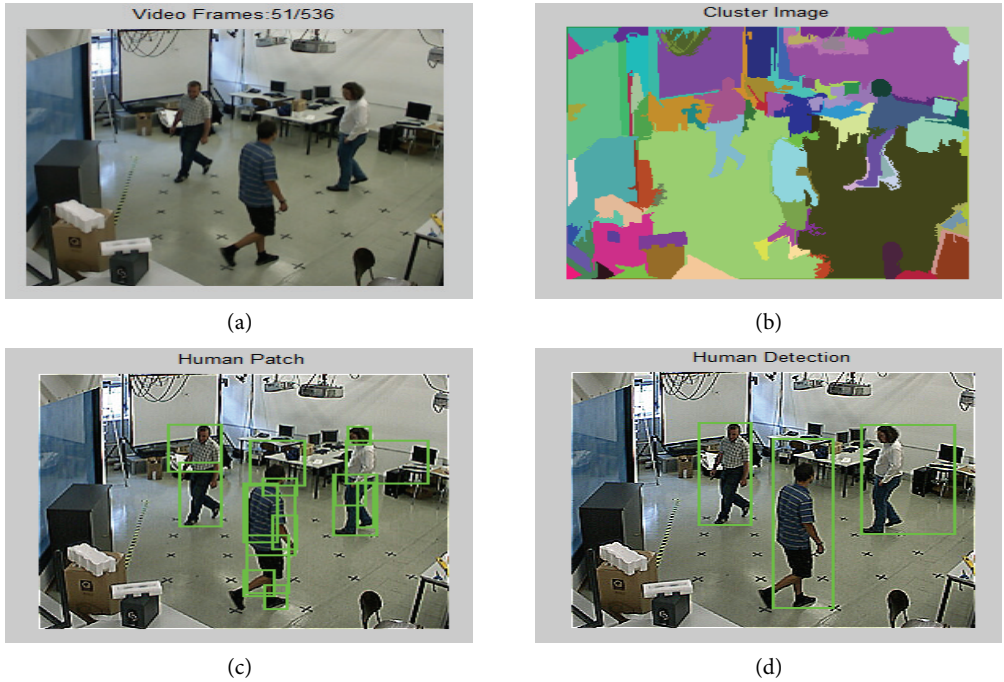 Video Frames:51/536
Cluster Image
(a)
(b)
Human Patch
Human Detection
(c)
(d)